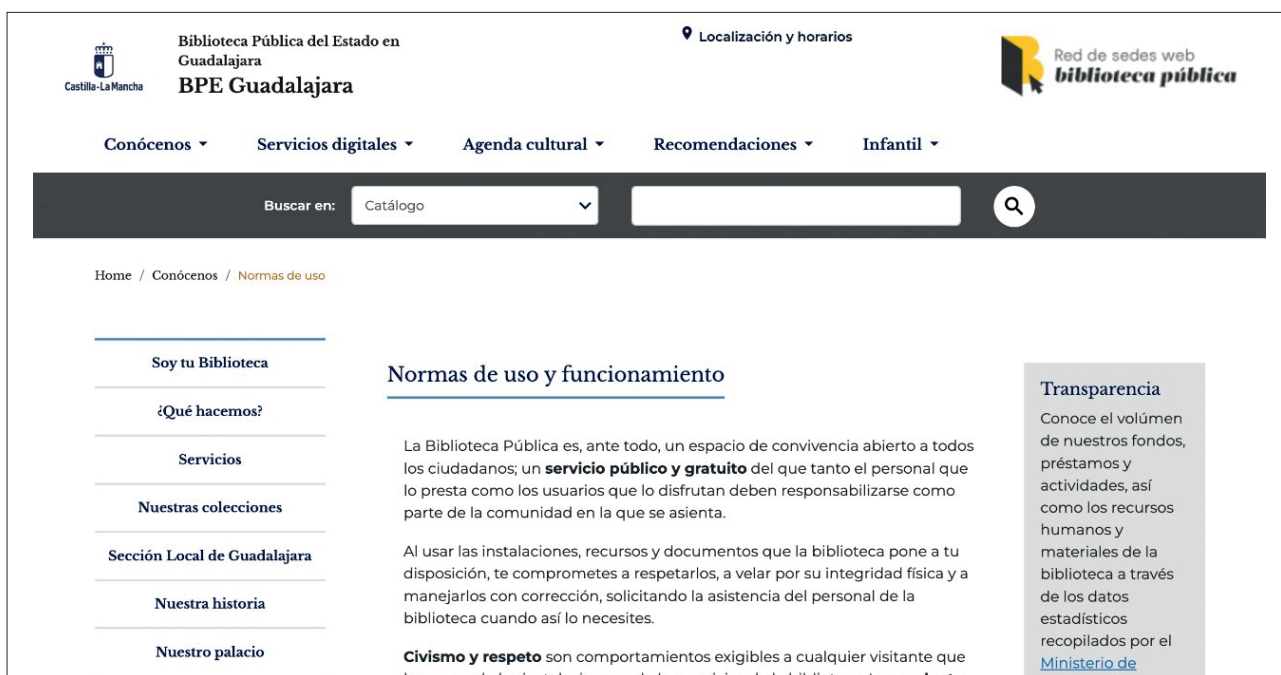 Castilla-La Mancha
Biblioteca Pública del Estado en
Guadalajara
BPE Guadalajara
Localización y horarios
Red de sedes web
biblioteca pública
Conócenos
Servicios digitales
Agenda cultural
Recomendaciones
Infantil
Buscar en:
Catálogo
Home / Conócenos / Normas de uso
Soy tu Biblioteca
¿Qué hacemos?
Servicios
Nuestras colecciones
Sección Local de Guadalajara
Nuestra historia
Nuestro palacio
Normas de uso y funcionamiento
La Biblioteca Pública es, ante todo, un espacio de convivencia abierto a todos
los ciudadanos; un servicio público y gratuito del que tanto el personal que
lo presta como los usuarios que lo disfrutan deben responsabilizarse como
parte de la comunidad en la que se asienta.
Al usar las instalaciones, recursos y documentos que la biblioteca pone a tu
disposición, te comprometes a respetarlos, a velar por su integridad física y a
manejarlos con corrección, solicitando la asistencia del personal de la
biblioteca cuando así lo necesites.
Civismo y respeto son comportamientos exigibles a cualquier visitante que
Transparencia
Conoce el volúmen
de nuestros fondos,
préstamos y
actividades, así
como los recursos
humanos y
materiales de la
biblioteca a través
de los datos
estadísticos
recopilados por el
Ministerio de